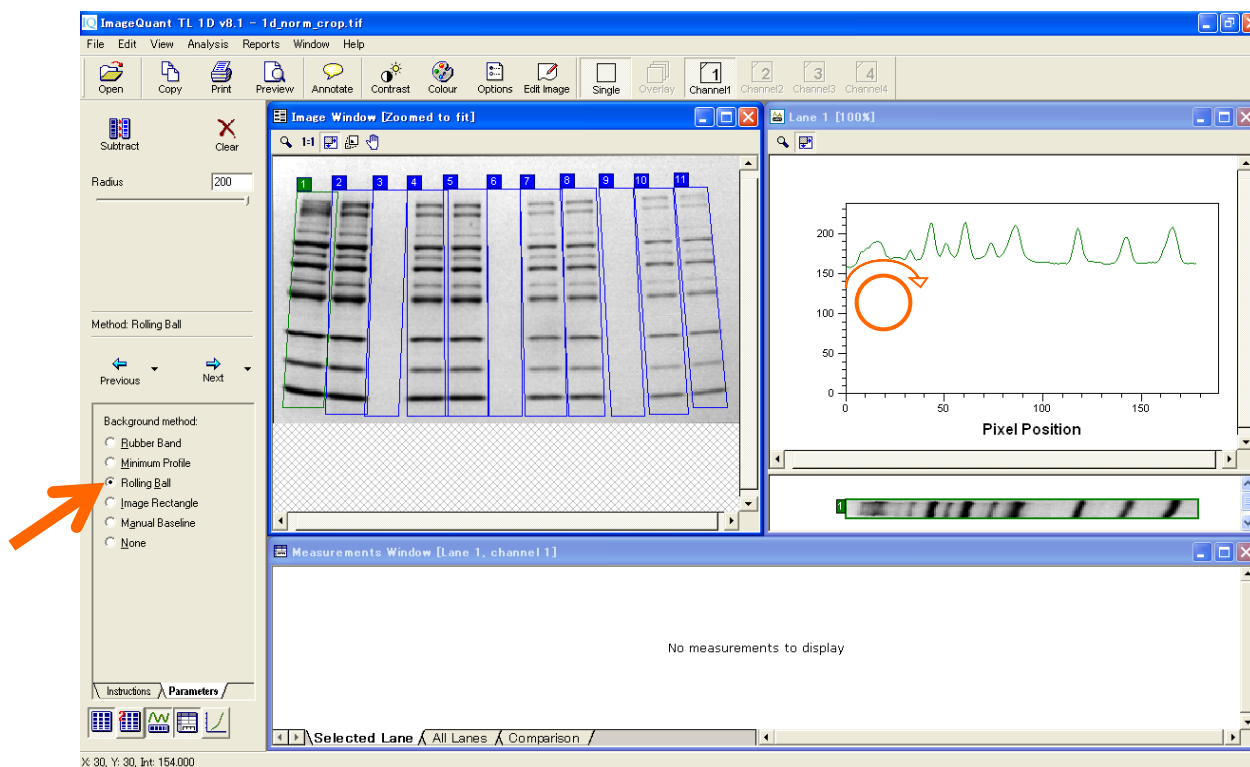 ImageQuant TL 1D v8.1 - 1d_norm_crop.tif
File Edit View Analysis Reports Window Help
Open Copy Print Preview Annotate Contrast Colour Options Edit Image Single Overlay Channel1 Channel2 Channel3 Channel4
1 2 3 4
Subtract Clear
Radius 200
Method: Rolling Ball
Previous Next
Background method:
Rubber Band
Minimum Profile
Rolling Ball
Image Rectangle
Manual Baseline
None
Instructions Parameters
Image Window [Zoomed to fit]
1:1
1 2 3 4 5 6 7 8 9 10 11
Lane 1 [100%]
200
150
100
50
0
0 50 100 150
Pixel Position
1
Measurements Window [Lane 1, channel 1]
No measurements to display
Selected Lane All Lanes Comparison
X: 30, Y: 30, Int: 154.000